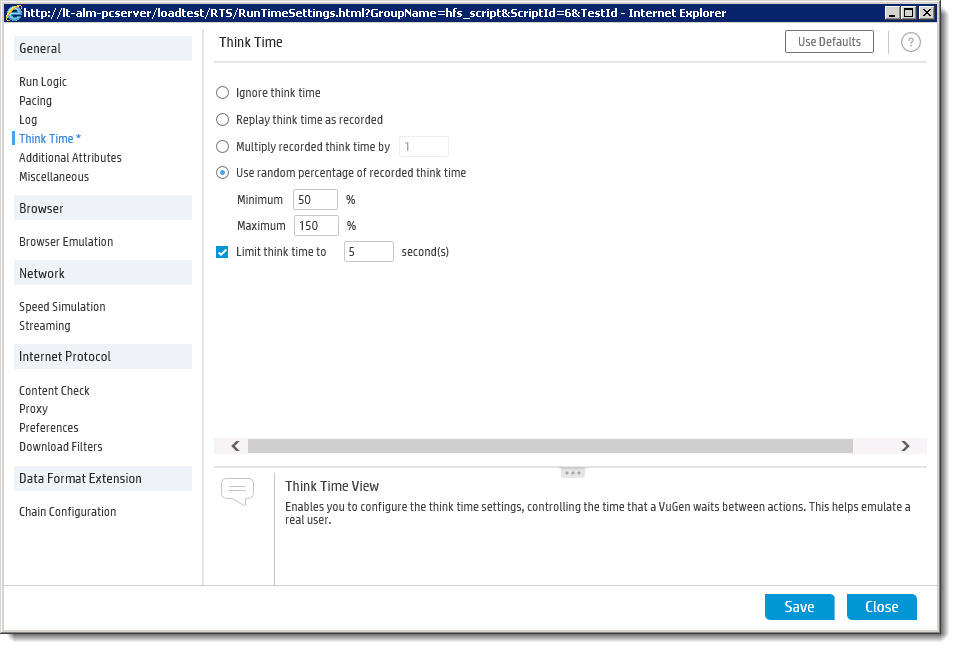 http://lt-alm-pcserver/loadtest/RTS/RunTimeSettings.html?GroupName=hfs_script&ScriptId=6&TestId - Internet Explorer
General
Run Logic
Pacing
Log
Think Time *
Additional Attributes
Miscellaneous
Browser
Browser Emulation
Network
Speed Simulation
Streaming
Internet Protocol
Content Check
Proxy
Preferences
Download Filters
Data Format Extension
Chain Configuration
Think Time
Use Defaults
?
Ignore think time
Replay think time as recorded
Multiply recorded think time by 1
Use random percentage of recorded think time
Minimum 50 %
Maximum 150 %
Limit think time to 5 second(s)
Think Time View
Enables you to configure the think time settings, controlling the time that a VuGen waits between actions. This helps emulate a
real user.
Save
Close